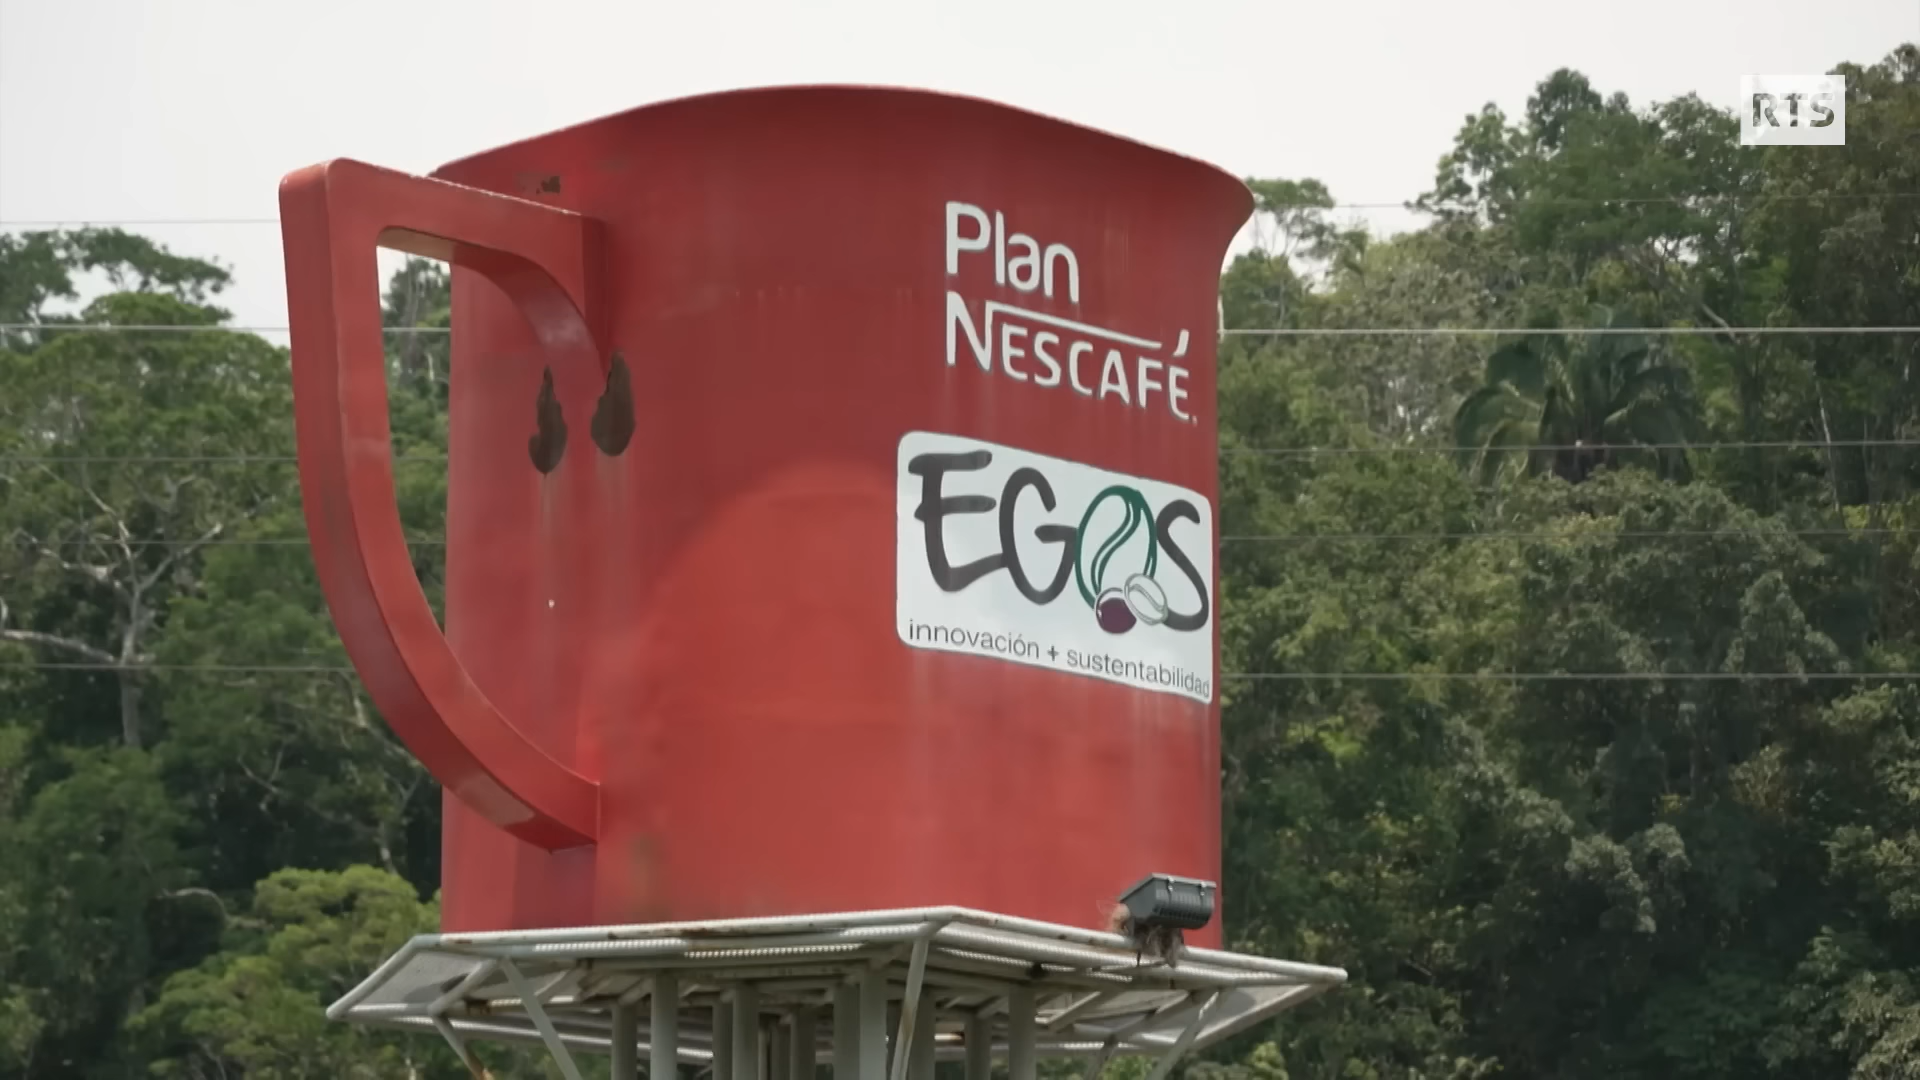 RTS
Plan
NESCAFÉ.
EGOS
innovación + sustentabilidad